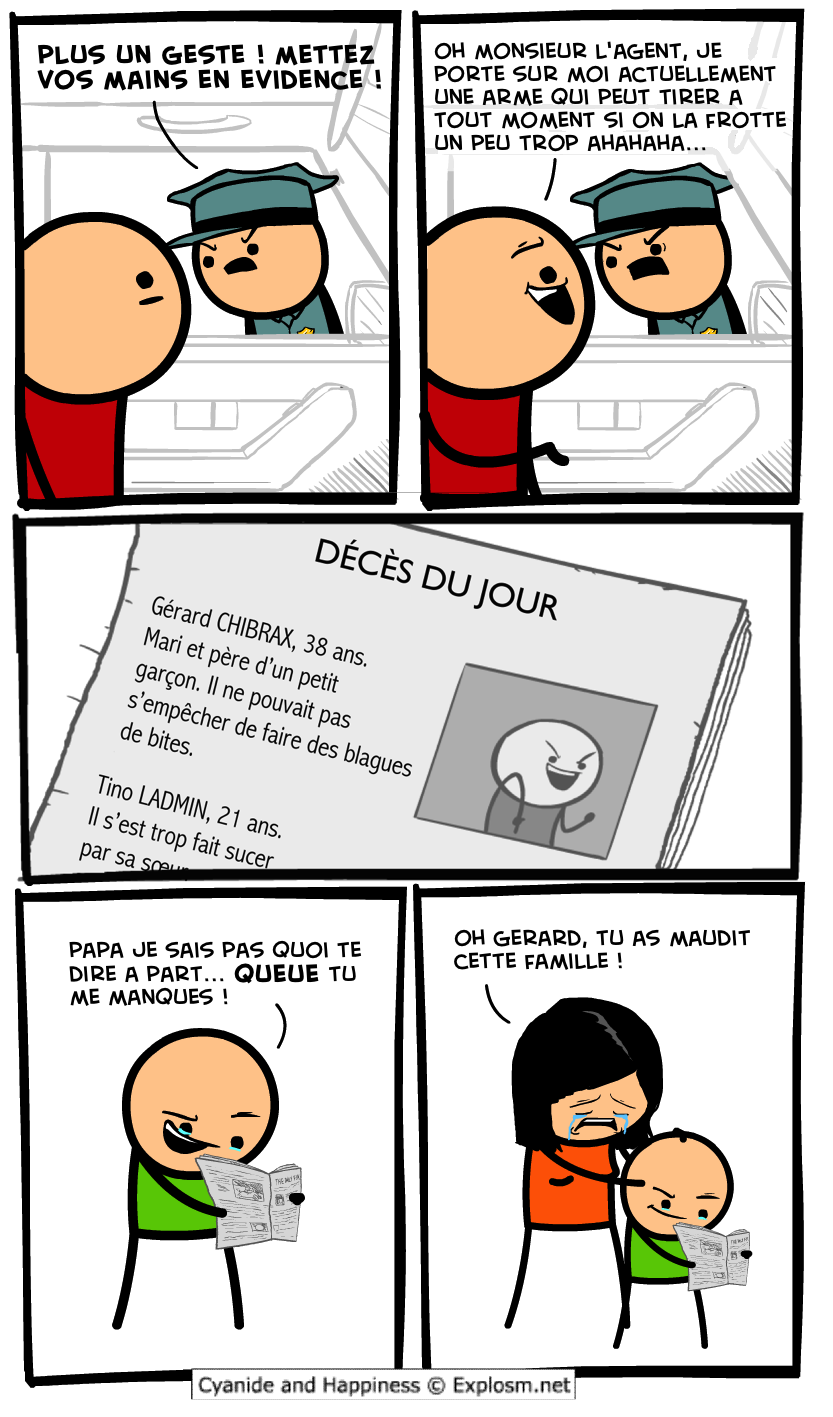 PLUS UN GESTE ! METTEZ
VOS MAINS EN EVIDENCE !
OH MONSIEUR L'AGENT, JE
PORTE SUR MOI ACTUELLEMENT
UNE ARME QUI PEUT TIRER A
TOUT MOMENT SI ON LA FROTTE
UN PEU TROP AHAHAHA...
DÉCÈS DU JOUR
Gérard CHIBRAX, 38 ans.
Mari et père d'un petit
garçon. Il ne pouvait pas
s'empêcher de faire des blagues
de bites.
Tino LADMIN, 21 ans.
Il s'est trop fait sucer
par sa sœur
PAPA JE SAIS PAS QUOI TE
DIRE A PART... QUEUE TU
ME MANQUES !
OH GERARD, TU AS MAUDIT
CETTE FAMILLE !
Cyanide and Happiness © Explosm.net